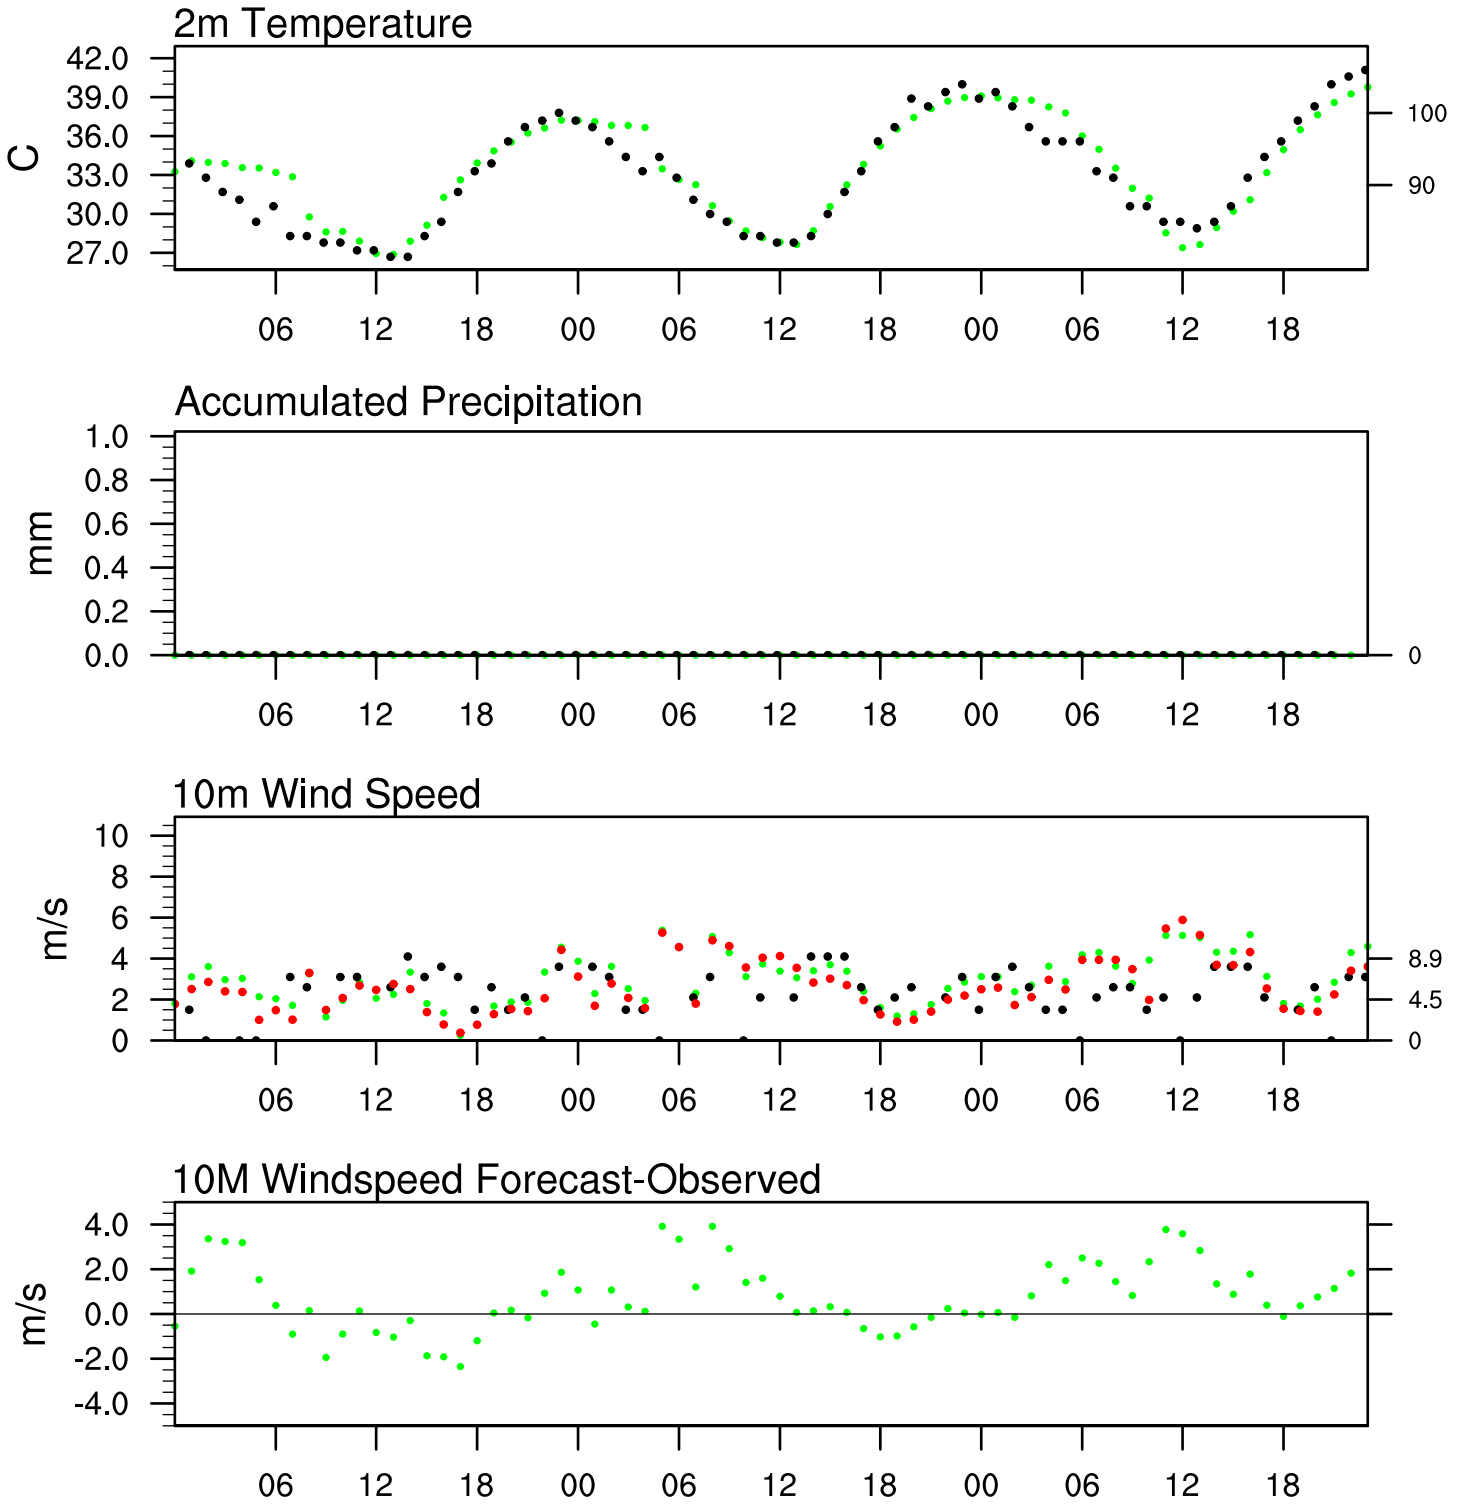 2m Temperature
42.0
39.0
36.0
33.0
30.0
27.0
C
100
90
06 12 18 00 06 12 18 00 06 12 18
Accumulated Precipitation
1.0
0.8
0.6
0.4
0.2
0.0
mm
0
06 12 18 00 06 12 18 00 06 12 18
10m Wind Speed
10
8
6
4
2
0
m/s
8.9
4.5
0
06 12 18 00 06 12 18 00 06 12 18
10M Windspeed Forecast-Observed
4.0
2.0
0.0
-2.0
-4.0
m/s
06 12 18 00 06 12 18 00 06 12 18